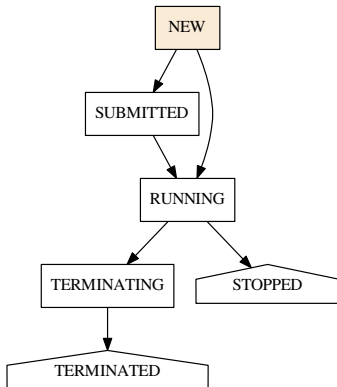 NEW
SUBMITTED
RUNNING
TERMINATING
STOPPED
TERMINATED